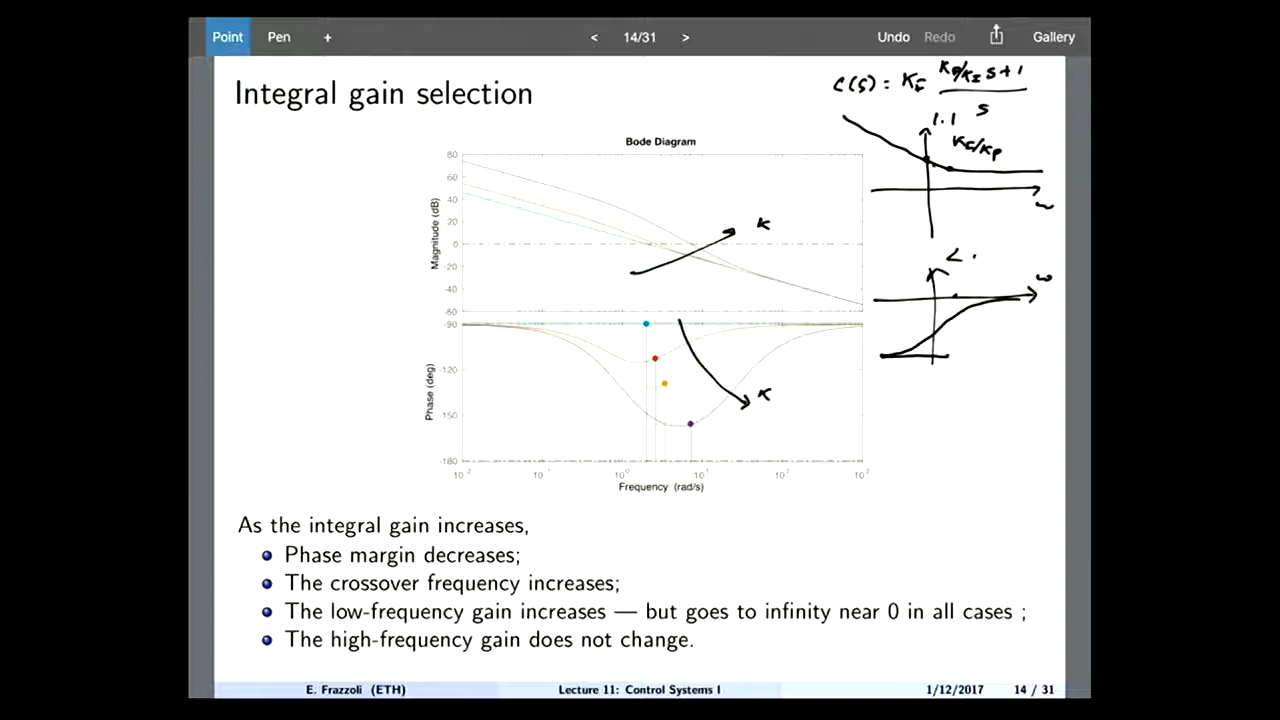 Point Pen + < 14/31 > Undo Redo Gallery
Integral gain selection
C(s) = K_I (K_P/K_I s+1) / s
|·|
K_I/K_P
ω
∠·
ω
Bode Diagram
80
60
40
20
0
-20
-40
-60
Magnitude (dB)
K
-90
-120
-150
-180
Phase (deg)
K
10^-2 10^-1 10^0 10^1 10^2 10^3
Frequency (rad/s)
As the integral gain increases,
Phase margin decreases;
The crossover frequency increases;
The low-frequency gain increases — but goes to infinity near 0 in all cases ;
The high-frequency gain does not change.
E. Frazzoli (ETH) Lecture 11: Control Systems I 1/12/2017 14 / 31